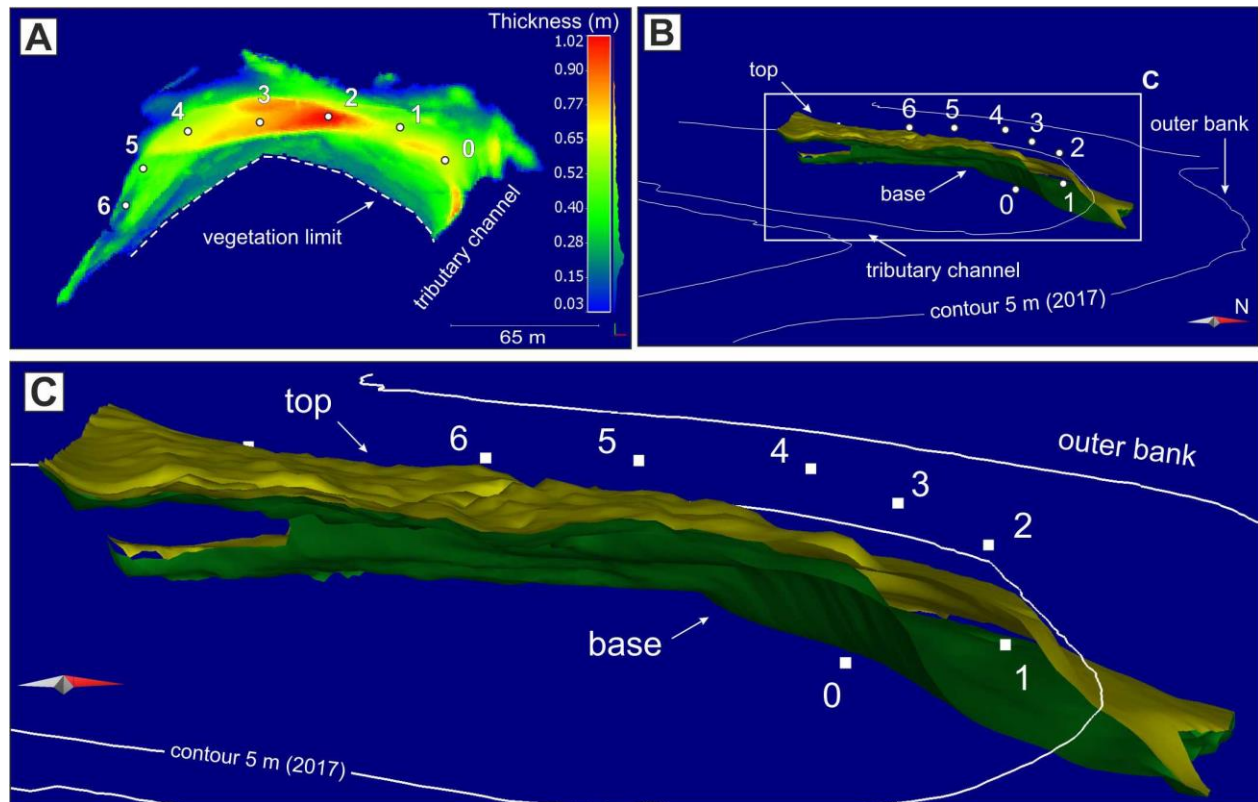 A
Thickness (m)
1.02
0.90
0.77
0.65
0.52
0.40
0.28
0.15
0.03
3
2
4
1
5
0
6
vegetation limit
tributary channel
65 m
B
C
top
6
5
4
3
outer bank
2
base
0
1
tributary channel
contour 5 m (2017)
N
C
top
6
5
4
outer bank
3
2
base
1
0
contour 5 m (2017)